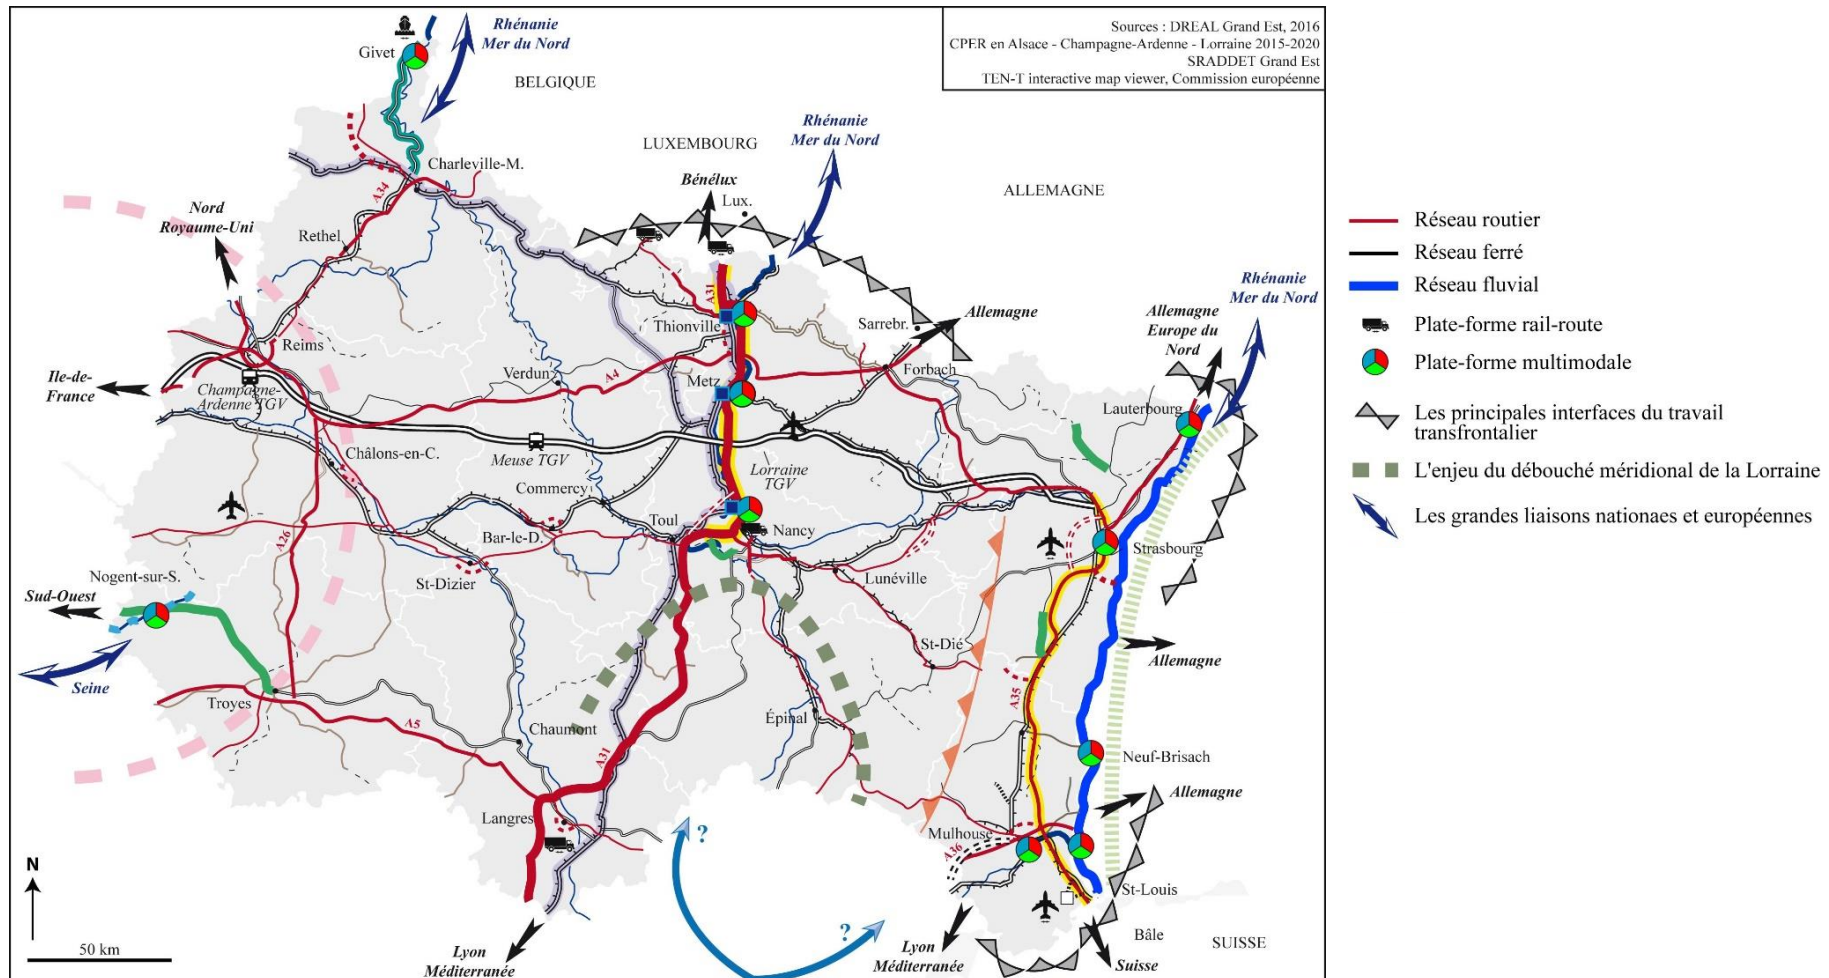 Sources : DREAL Grand Est, 2016
CPER en Alsace - Champagne-Ardenne - Lorraine 2015-2020
SRADDET Grand Est
TEN-T interactive map viewer, Commission européenne
Rhénanie
Mer du Nord
Givet
BELGIQUE
Rhénanie
Mer du Nord
LUXEMBOURG
Charleville-M.
Bénélux
ALLEMAGNE
A34
Lux.
Nord
Royaume-Uni
Rethel
Rhénanie
Mer du Nord
A31
Allemagne
Allemagne
Europe du
Nord
Thionville
Sarrebr.
Reims
Ile-de-
France
Champagne-
Ardenne TGV
Verdun
A4
Metz
Forbach
Lauterbourg
Châlons-en-C.
Meuse TGV
Lorraine
TGV
Commercy
A26
Toul
Nancy
Bar-le-D.
Strasbourg
Nogent-sur-S.
St-Dizier
Lunéville
Sud-Ouest
St-Dié
Allemagne
Seine
A35
Troyes
A5
Chaumont
A31
Épinal
Neuf-Brisach
Allemagne
Langres
?
Mulhouse
A36
N
St-Louis
50 km
Lyon
Méditerranée
?
Lyon
Méditerranée
Bâle
SUISSE
Suisse
Réseau routier
Réseau ferré
Réseau fluvial
Plate-forme rail-route
Plate-forme multimodale
Les principales interfaces du travail
transfrontalier
L'enjeu du débouché méridional de la Lorraine
Les grandes liaisons nationaes et européennes